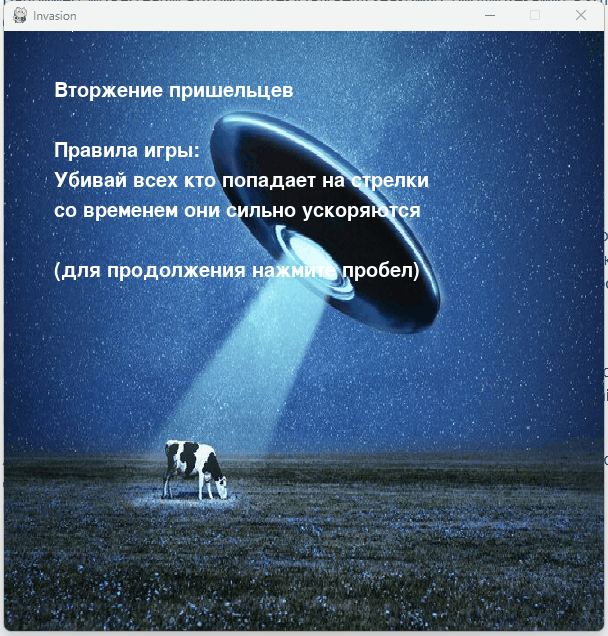 Invasion
Вторжение пришельцев
Правила игры:
Убивай всех кто попадает на стрелки
со временем они сильно ускоряются
(для продолжения нажмите пробел)